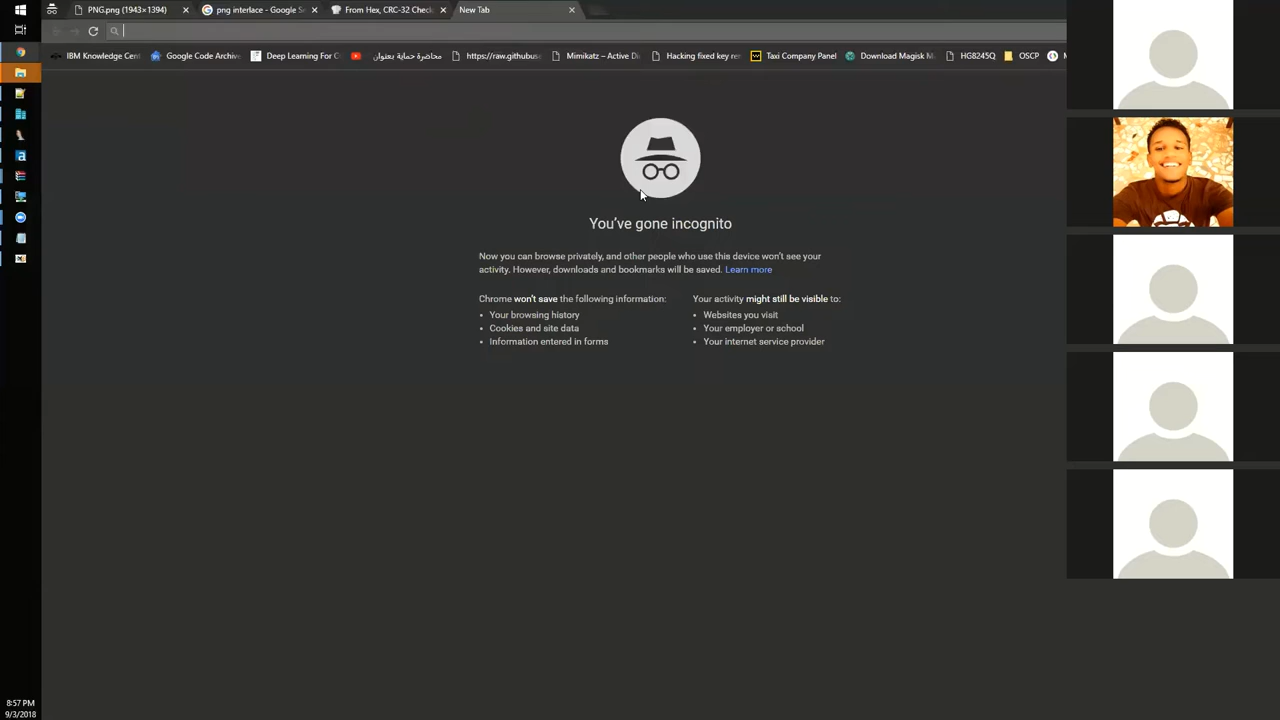 PNG.png (1943×1394)
png interlace - Google Se
From Hex, CRC-32 Check
New Tab
IBM Knowledge Cent
Google Code Archive
Deep Learning For C
محاضرة حماية بعنوان
https://raw.githubus
Mimikatz – Active Di
Hacking fixed key re
Taxi Company Panel
Download Magisk M
HG8245Q
OSCP
You've gone incognito
Now you can browse privately, and other people who use this device won't see your
activity. However, downloads and bookmarks will be saved. Learn more
Chrome won't save the following information:
Your browsing history
Cookies and site data
Information entered in forms
Your activity might still be visible to:
Websites you visit
Your employer or school
Your internet service provider
8:57 PM
9/3/2018